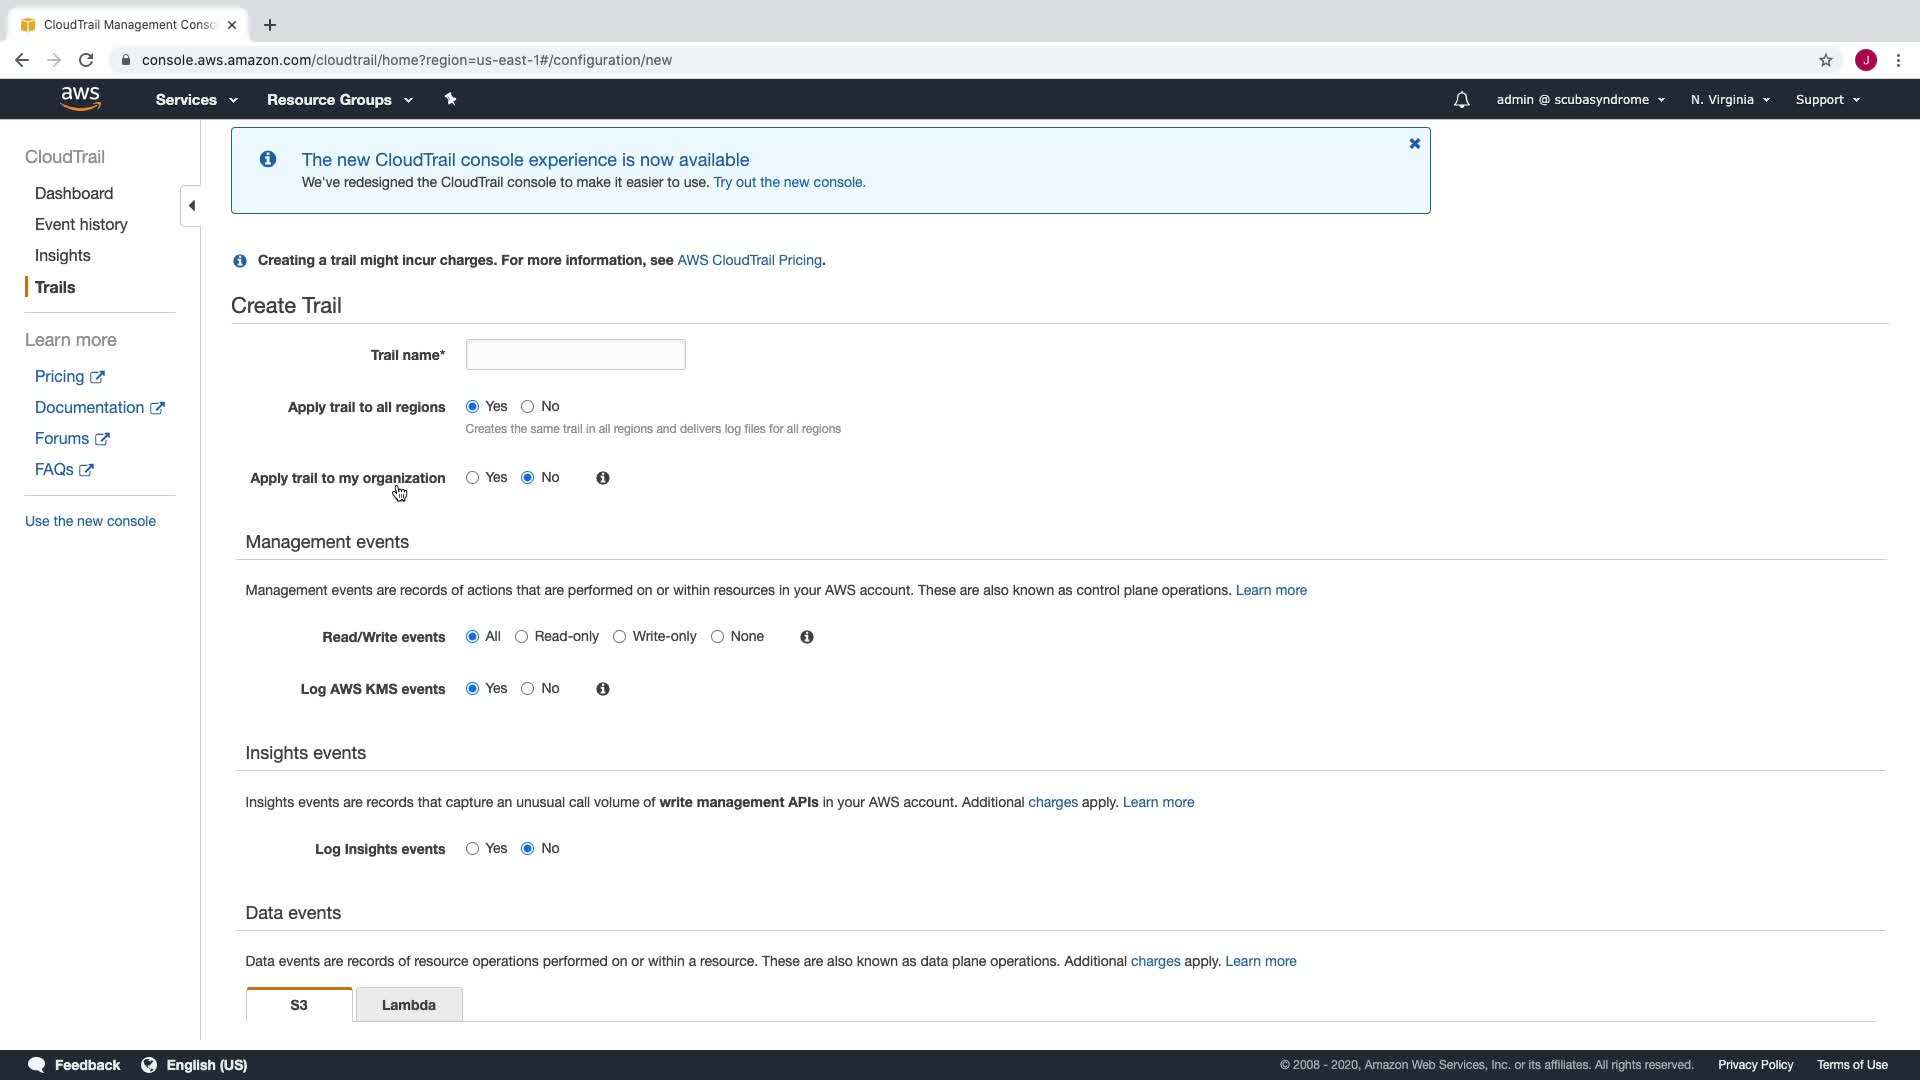 CloudTrail Management Conso
console.aws.amazon.com/cloudtrail/home?region=us-east-1#/configuration/new
J
aws
Services
Resource Groups
admin @ scubasyndrome
N. Virginia
Support
CloudTrail
Dashboard
Event history
Insights
Trails
Learn more
Pricing
Documentation
Forums
FAQs
Use the new console
The new CloudTrail console experience is now available
We've redesigned the CloudTrail console to make it easier to use. Try out the new console.
Creating a trail might incur charges. For more information, see AWS CloudTrail Pricing.
Create Trail
Trail name*
Apply trail to all regions Yes No
Creates the same trail in all regions and delivers log files for all regions
Apply trail to my organization Yes No
Management events
Management events are records of actions that are performed on or within resources in your AWS account. These are also known as control plane operations. Learn more
Read/Write events All Read-only Write-only None
Log AWS KMS events Yes No
Insights events
Insights events are records that capture an unusual call volume of write management APIs in your AWS account. Additional charges apply. Learn more
Log Insights events Yes No
Data events
Data events are records of resource operations performed on or within a resource. These are also known as data plane operations. Additional charges apply. Learn more
S3 Lambda
Feedback English (US)
© 2008 - 2020, Amazon Web Services, Inc. or its affiliates. All rights reserved. Privacy Policy Terms of Use